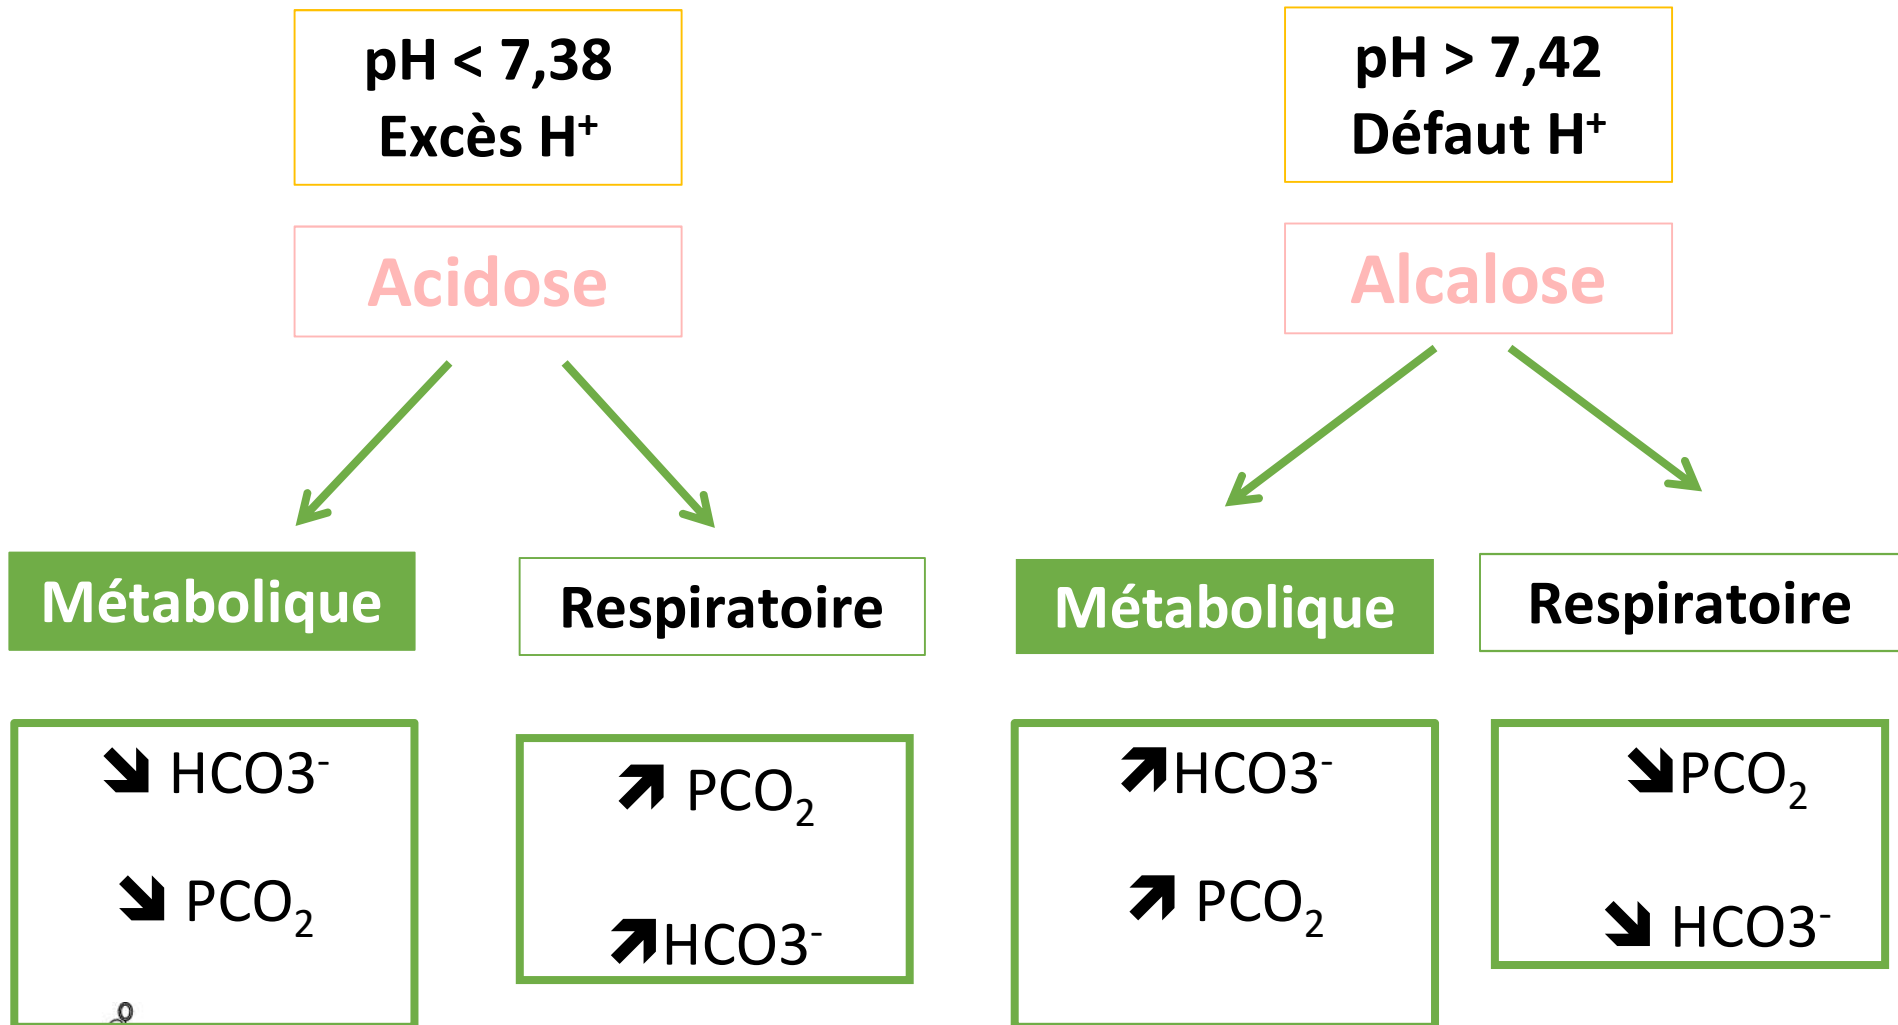 pH < 7,38
Excès H⁺
Acidose
Métabolique
Respiratoire
↘ HCO3⁻
↘ PCO₂
↗ PCO₂
↗HCO3⁻
pH > 7,42
Défaut H⁺
Alcalose
Métabolique
Respiratoire
↗HCO3⁻
↗ PCO₂
↘PCO₂
↘ HCO3⁻